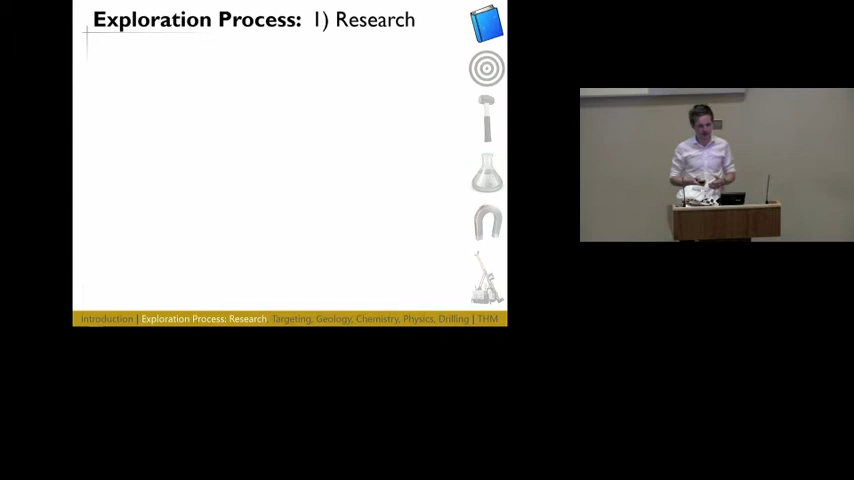 Exploration Process: 1) Research
Introduction | Exploration Process: Research, Targeting, Geology, Chemistry, Physics, Drilling | THM